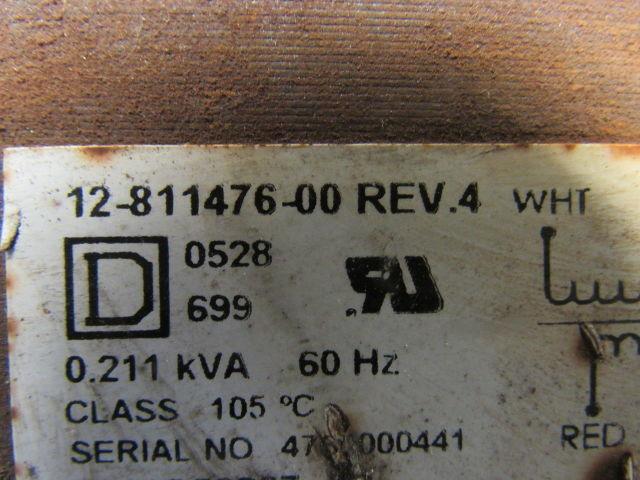 12-811476-00 REV.4 WHT
D 0528
699
0.211 kVA 60 Hz
CLASS 105 °C
SERIAL NO
RED